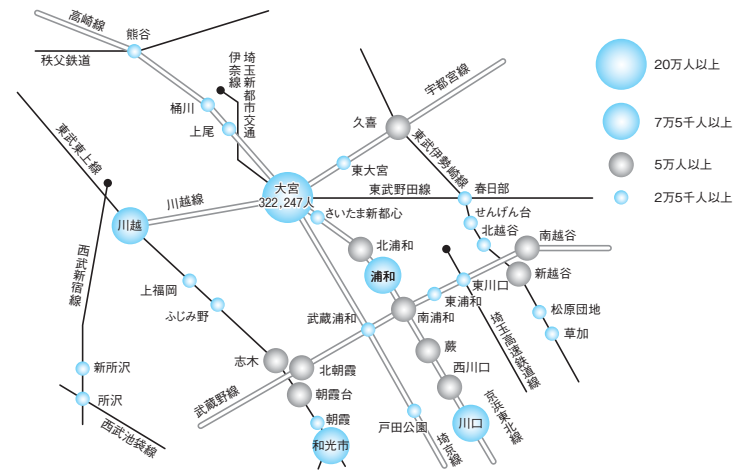 高崎線
熊谷
秩父鉄道
埼玉新都市交通
伊奈線
宇都宮線
20万人以上
桶川
上尾
久喜
7万5千人以上
東武東上線
東大宮
東武伊勢崎線
5万人以上
大宮
322,247人
東武野田線
春日部
2万5千人以上
川越線
さいたま新都心
せんげん台
川越
北越谷
南越谷
北浦和
西武新宿線
浦和
新越谷
上福岡
東川口
東浦和
ふじみ野
武蔵浦和
南浦和
松原団地
埼玉高速鉄道線
草加
志木
蕨
新所沢
北朝霞
西川口
武蔵野線
朝霞台
所沢
京浜東北線
朝霞
戸田公園
川口
西武池袋線
和光市
埼京線